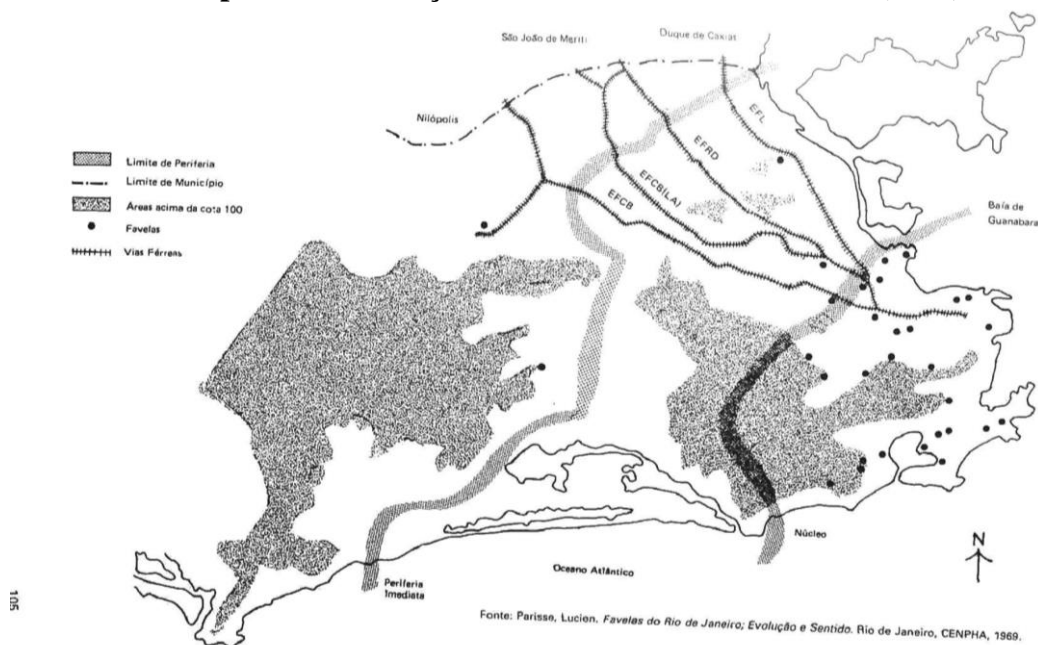 São João de Meriti
Duque de Caxias
Nilópolis
EFL
EFRD
EFCB(LA)
EFCB
Limite de Periferia
Limite de Município
Áreas acima da cota 100
Favelas
Vias Férreas
Baía de
Guanabara
Núcleo
N
Oceano Atlântico
Periferia
Imediata
105
Fonte: Parisse, Lucien. Favelas do Rio de Janeiro; Evolução e Sentido. Rio de Janeiro, CENPHA, 1969.